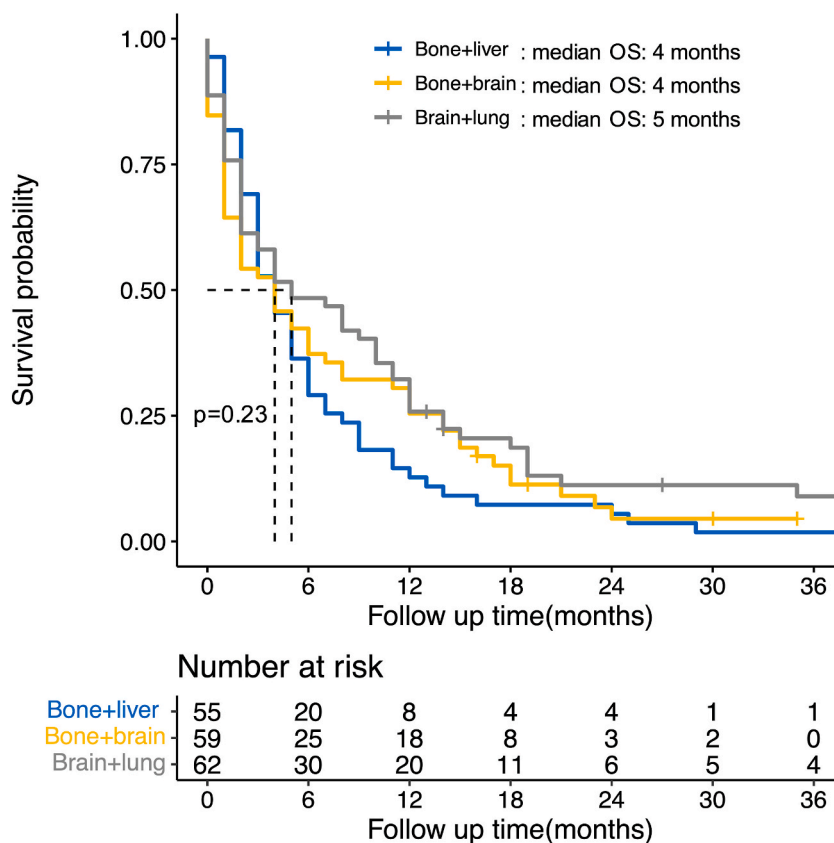 1.00
0.75
0.50
0.25
0.00
Survival probability
Bone+liver : median OS: 4 months
Bone+brain : median OS: 4 months
Brain+lung : median OS: 5 months
p=0.23
0 6 12 18 24 30 36
Follow up time(months)
Number at risk
Bone+liver 55 20 8 4 4 1 1
Bone+brain 59 25 18 8 3 2 0
Brain+lung 62 30 20 11 6 5 4
0 6 12 18 24 30 36
Follow up time(months)